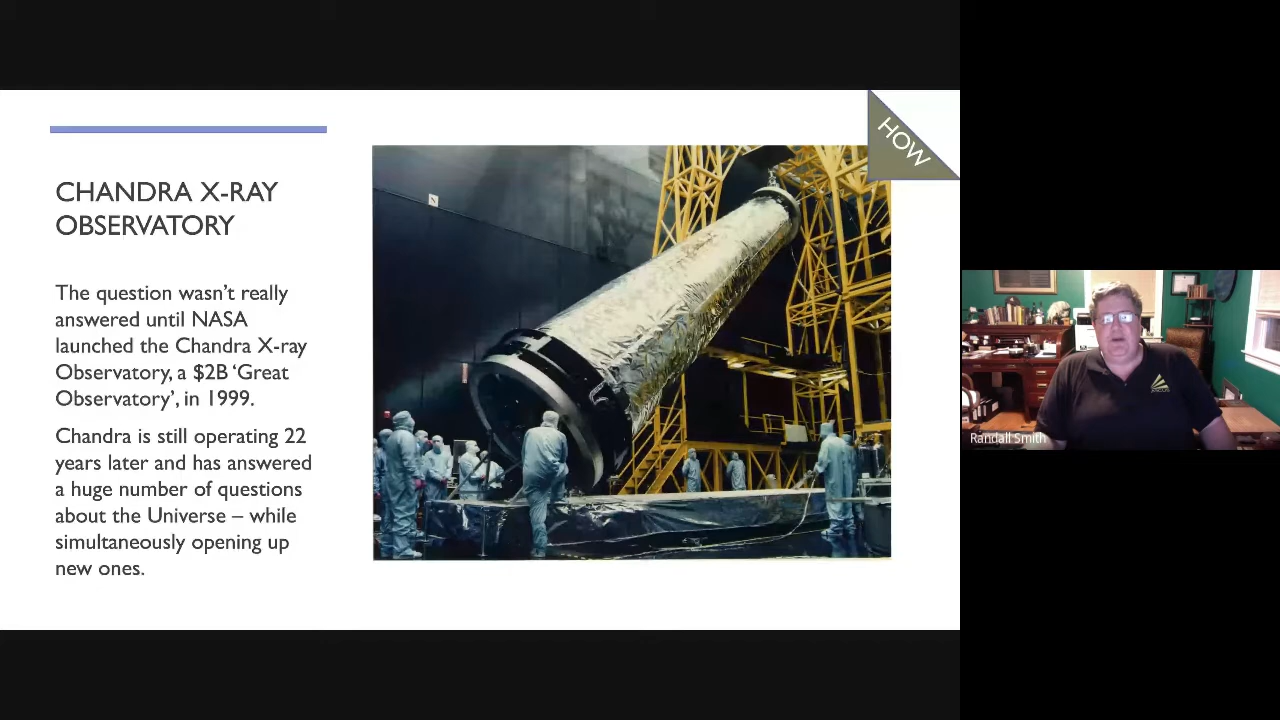 HOW
CHANDRA X-RAY
OBSERVATORY
The question wasn't really
answered until NASA
launched the Chandra X-ray
Observatory, a $2B ‘Great
Observatory’, in 1999.
Chandra is still operating 22
years later and has answered
a huge number of questions
about the Universe – while
simultaneously opening up
new ones.
Randall Smith